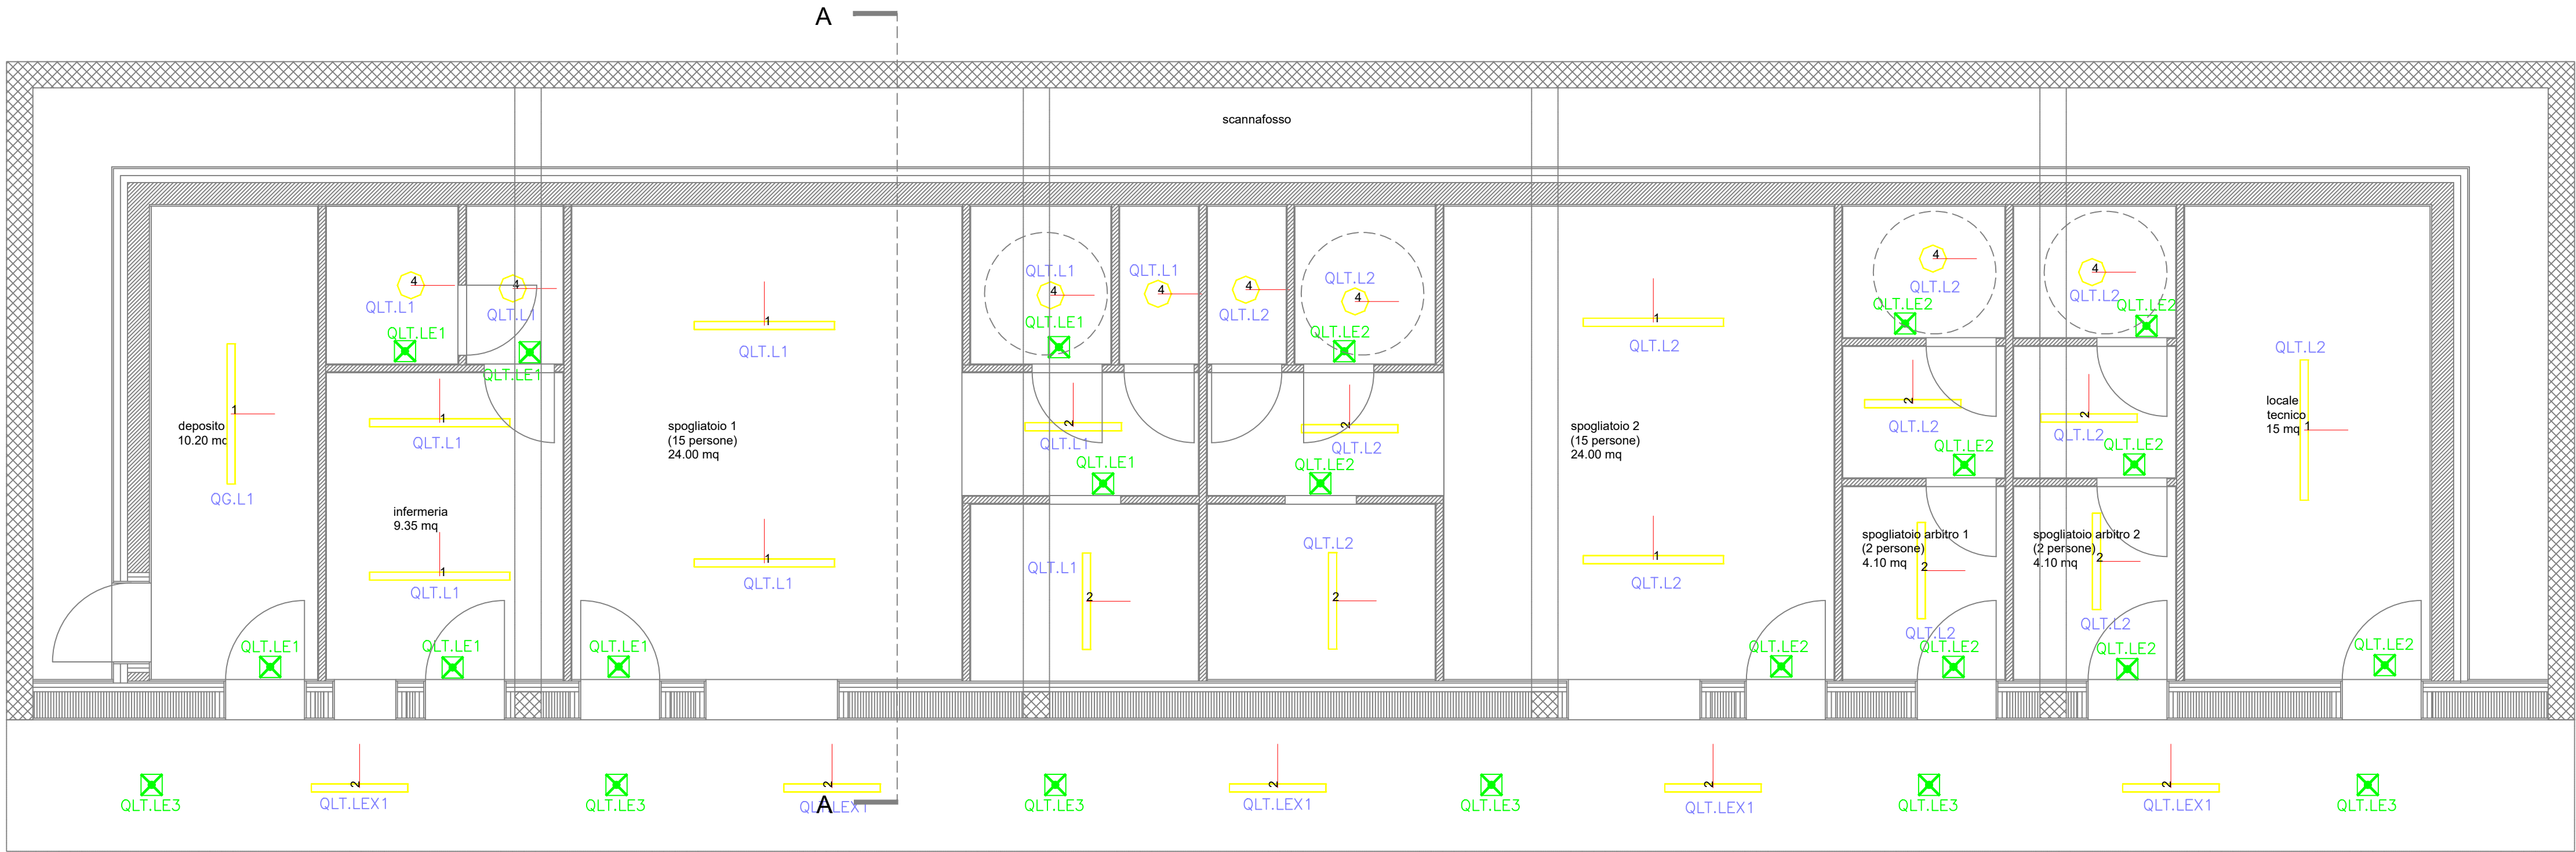 A
scannafosso
4
QLT.L1
QLT.LE1
4
QLT.L1
QLT.LE1
1
QLT.L1
QLT.L1
4
QLT.LE1
QLT.L1
4
4
QLT.L2
QLT.L2
4
QLT.LE2
1
QLT.L2
4
QLT.L2
QLT.LE2
4
QLT.L2
QLT.LE2
QLT.L2
1
deposito
10.20 mq
QG.L1
1
QLT.L1
infermeria
9.35 mq
1
QLT.L1
spogliatoio 1
(15 persone)
24.00 mq
1
QLT.L1
2
QLT.L1
QLT.LE1
2
QLT.L2
QLT.LE2
QLT.L1
2
QLT.L2
2
spogliatoio 2
(15 persone)
24.00 mq
1
QLT.L2
2
QLT.L2
QLT.LE2
2
QLT.L2
QLT.LE2
spogliatoio arbitro 1
(2 persone)
4.10 mq
2
QLT.L2
spogliatoio arbitro 2
(2 persone)
4.10 mq
2
QLT.L2
locale
tecnico
15 mq
1
QLT.LE1
QLT.LE1
QLT.LE1
QLT.LE2
QLT.LE2
QLT.LE2
QLT.LE2
QLT.LE3
2
QLT.LEX1
QLT.LE3
2
QLT.LEX1
A
QLT.LE3
2
QLT.LEX1
QLT.LE3
2
QLT.LEX1
QLT.LE3
2
QLT.LEX1
QLT.LE3